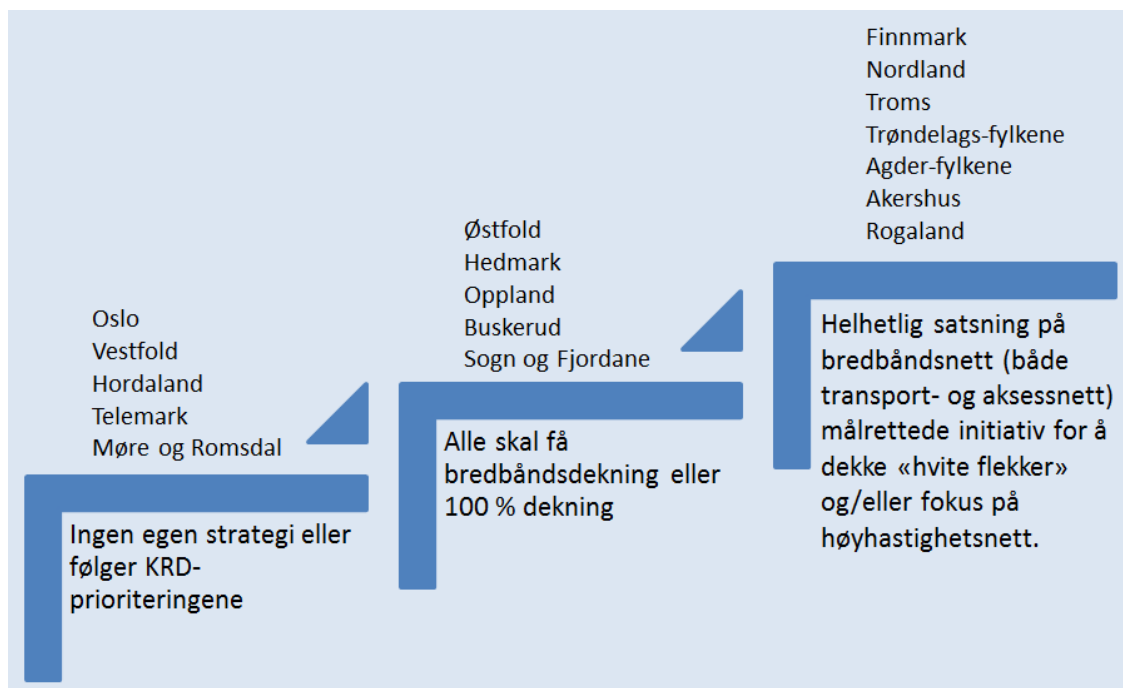 Oslo
Vestfold
Hordaland
Telemark
Møre og Romsdal
Ingen egen strategi eller
følger KRD-
prioriteringene
Østfold
Hedmark
Oppland
Buskerud
Sogn og Fjordane
Alle skal få
bredbåndsdekning eller
100 % dekning
Finnmark
Nordland
Troms
Trøndelags-fylkene
Agder-fylkene
Akershus
Rogaland
Helhetlig satsning på
bredbåndsnett (både
transport- og aksessnett)
målrettede initiativ for å
dekke «hvite flekker»
og/eller fokus på
høyhastighetsnett.